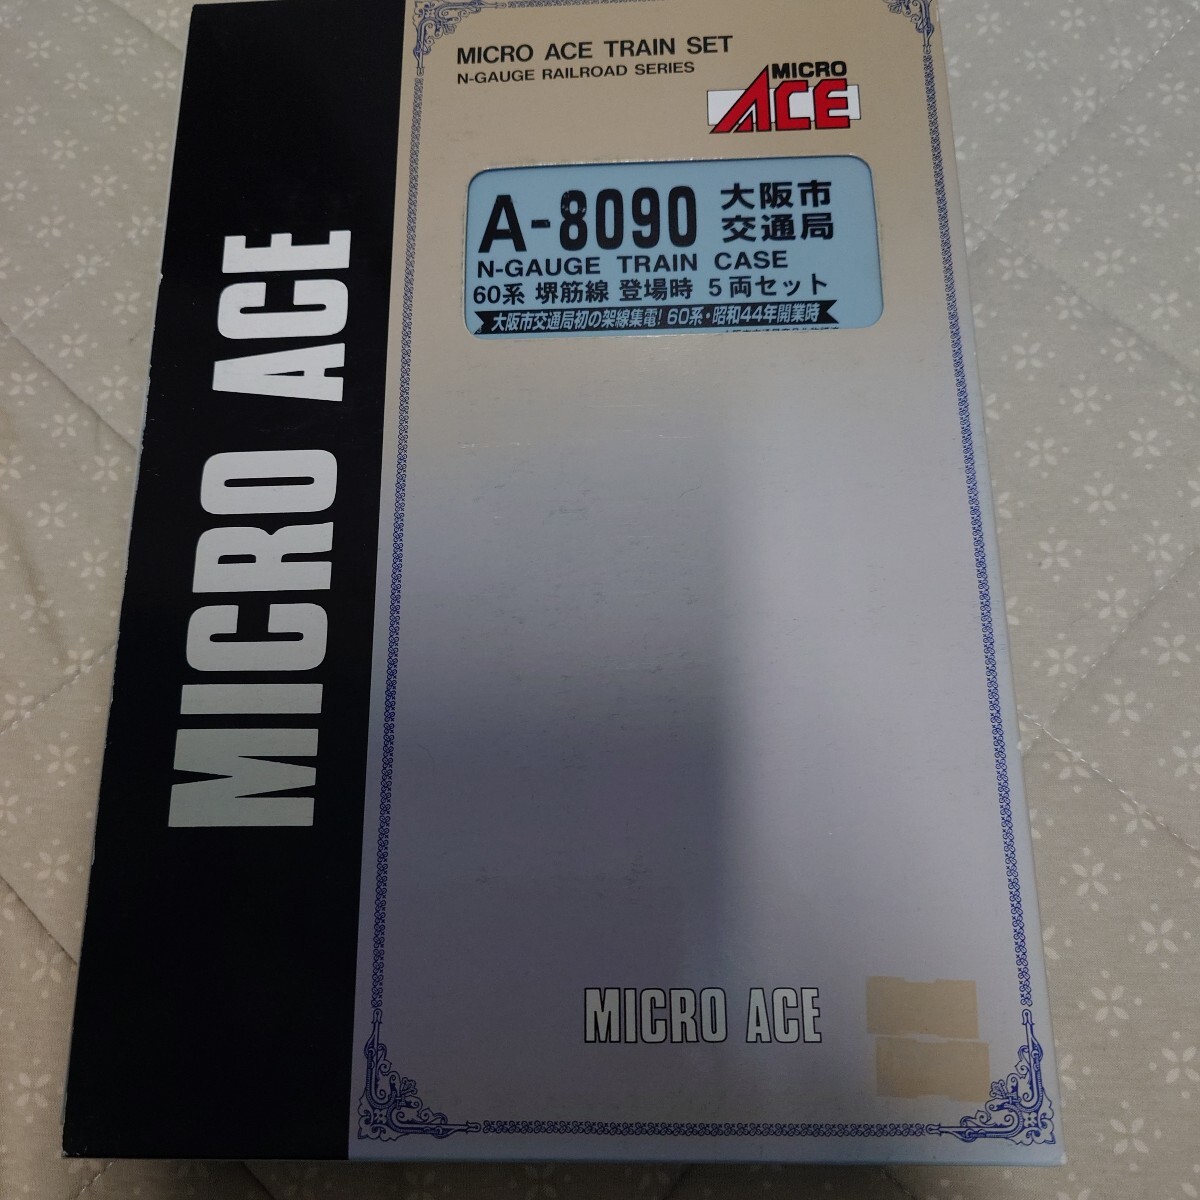 MICRO ACE TRAIN SET
N-GAUGE RAILROAD SERIES
MICRO
ACE
A-8090 大阪市
交通局
N-GAUGE TRAIN CASE
60系 堺筋線 登場時 5両セット
大阪市交通局初の架線集電! 60系・昭和44年開業時
MICRO ACE
MICRO ACE